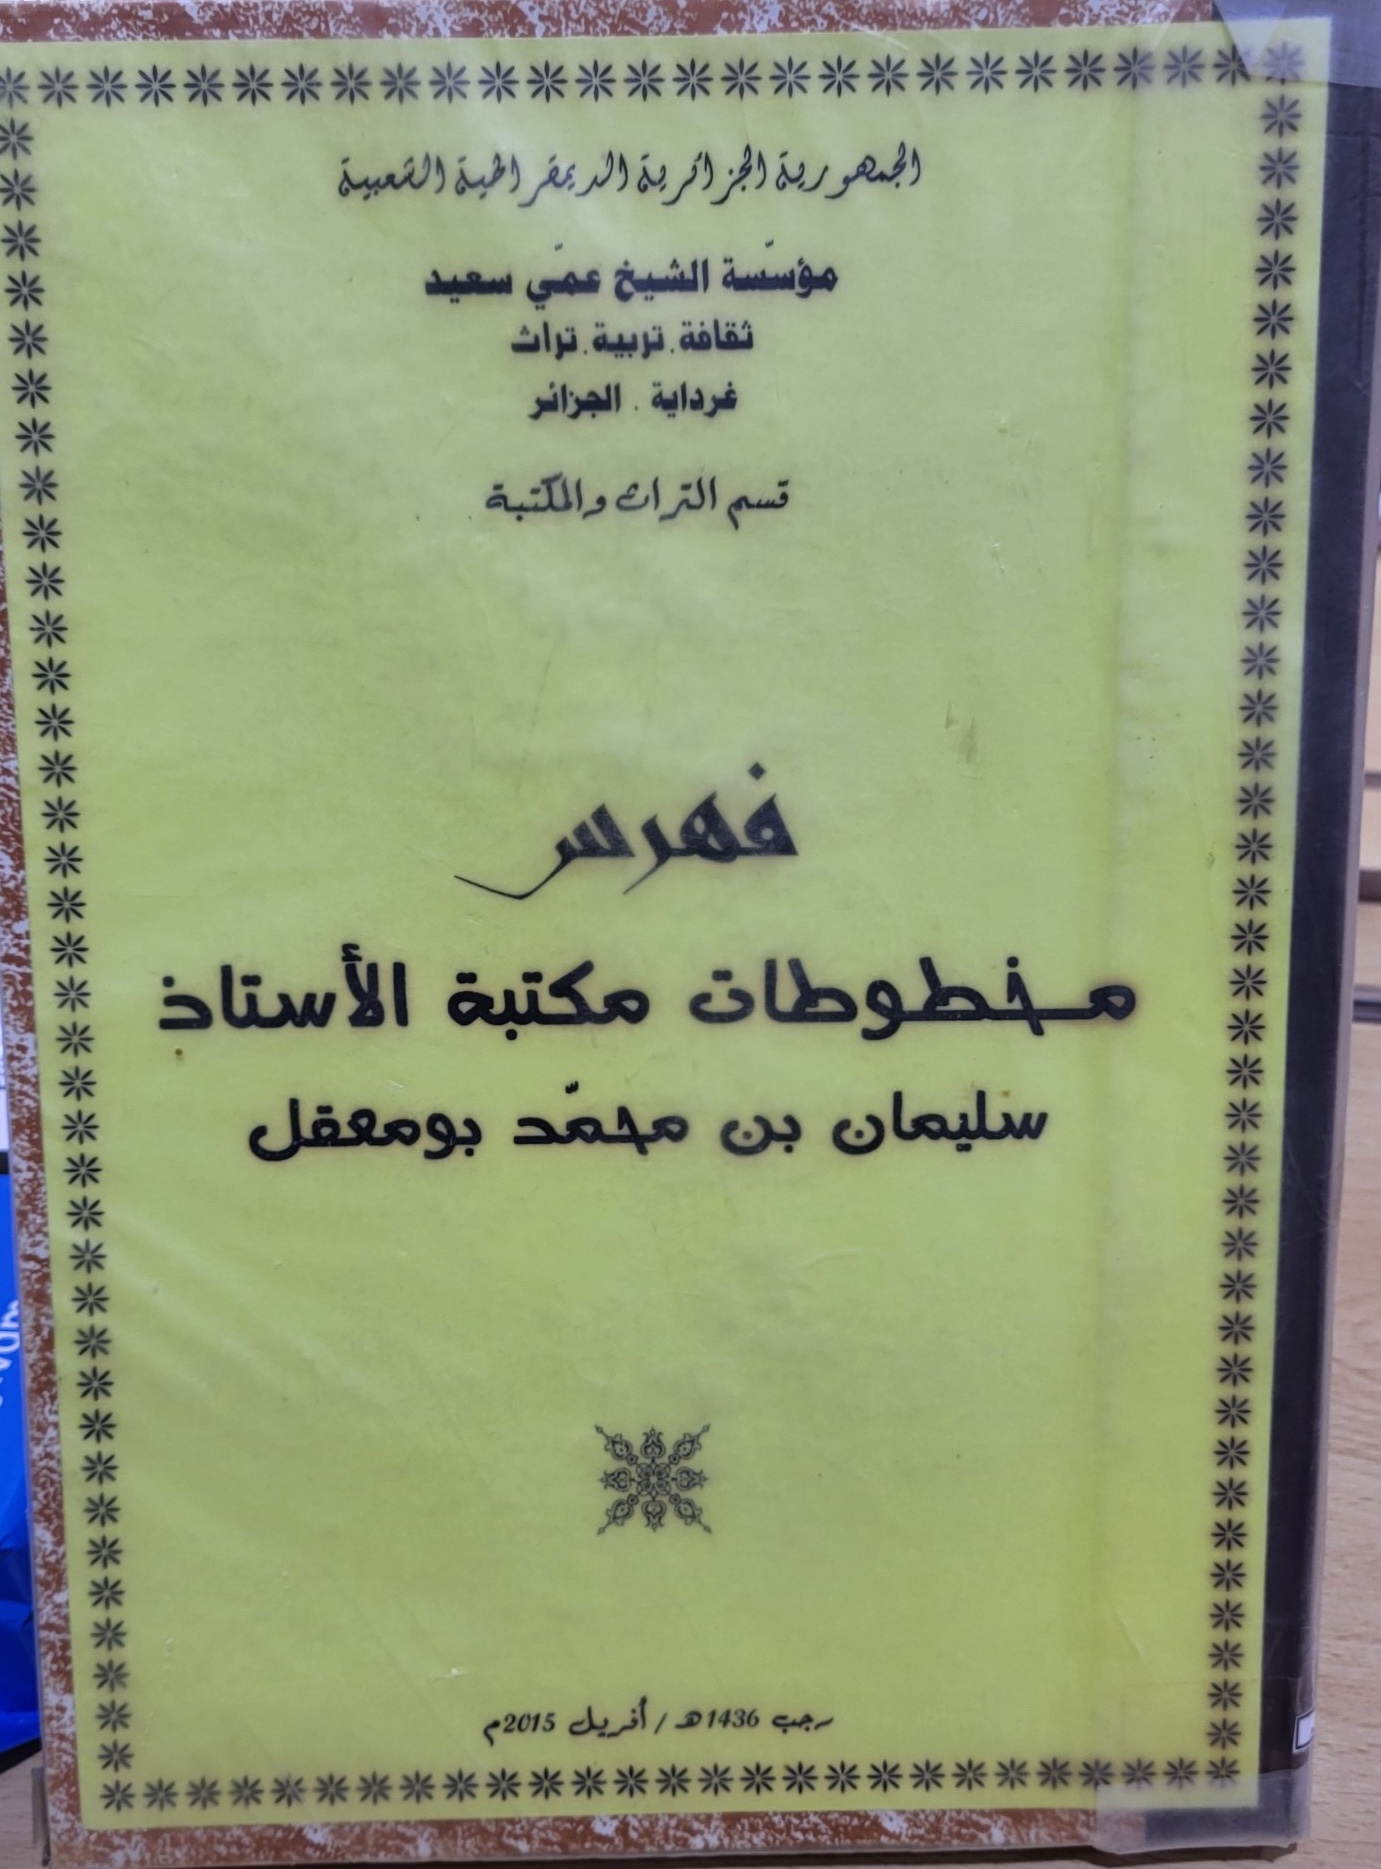 الجمهورية الجزائرية الديمقراطية الشعبية
مؤسّسة الشيخ عمّي سعيد
ثقافة. تربية. تراث
غرداية . الجزائر
قسم التراث والمكتبة
فهرس
مخطوطات مكتبة الأستاذ
سليمان بن محمّد بومعقل
رجب 1436هـ / أفريل 2015م